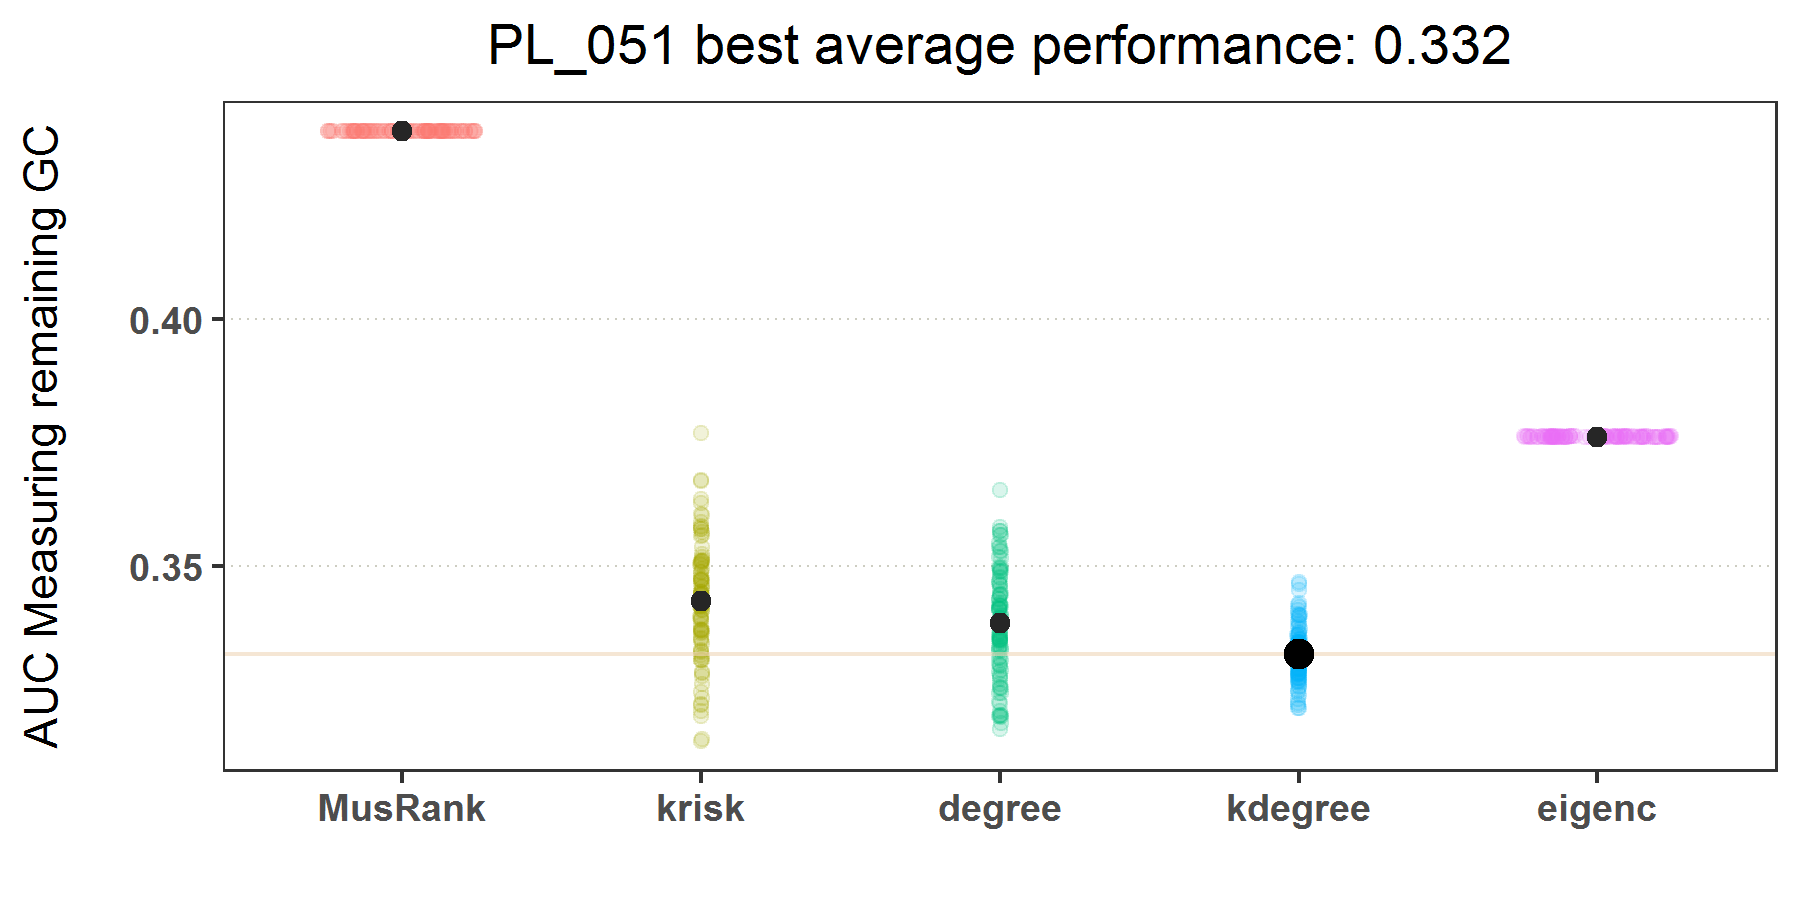 PL_051 best average performance: 0.332
AUC Measuring remaining GC
0.40
0.35
MusRank krisk degree kdegree eigenc